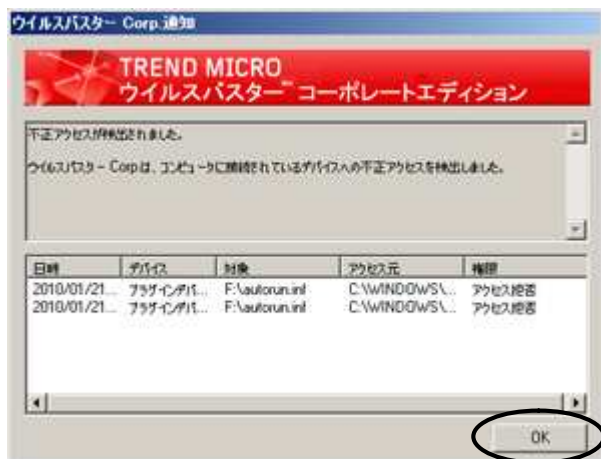 ウイルスバスター Corp.通知
TREND MICRO
ウイルスバスター™ コーポレートエディション
不正アクセスが検出されました。
ウイルスバスター Corpは、コンピュータに接続されているデバイスへの不正アクセスを検出しました。
日時 デバイス 対象 アクセス元 権限
2010/01/21... プラグインデバ... F:\autorun.inf C:\WINDOWS\... アクセス拒否
2010/01/21... プラグインデバ... F:\autorun.inf C:\WINDOWS\... アクセス拒否
OK